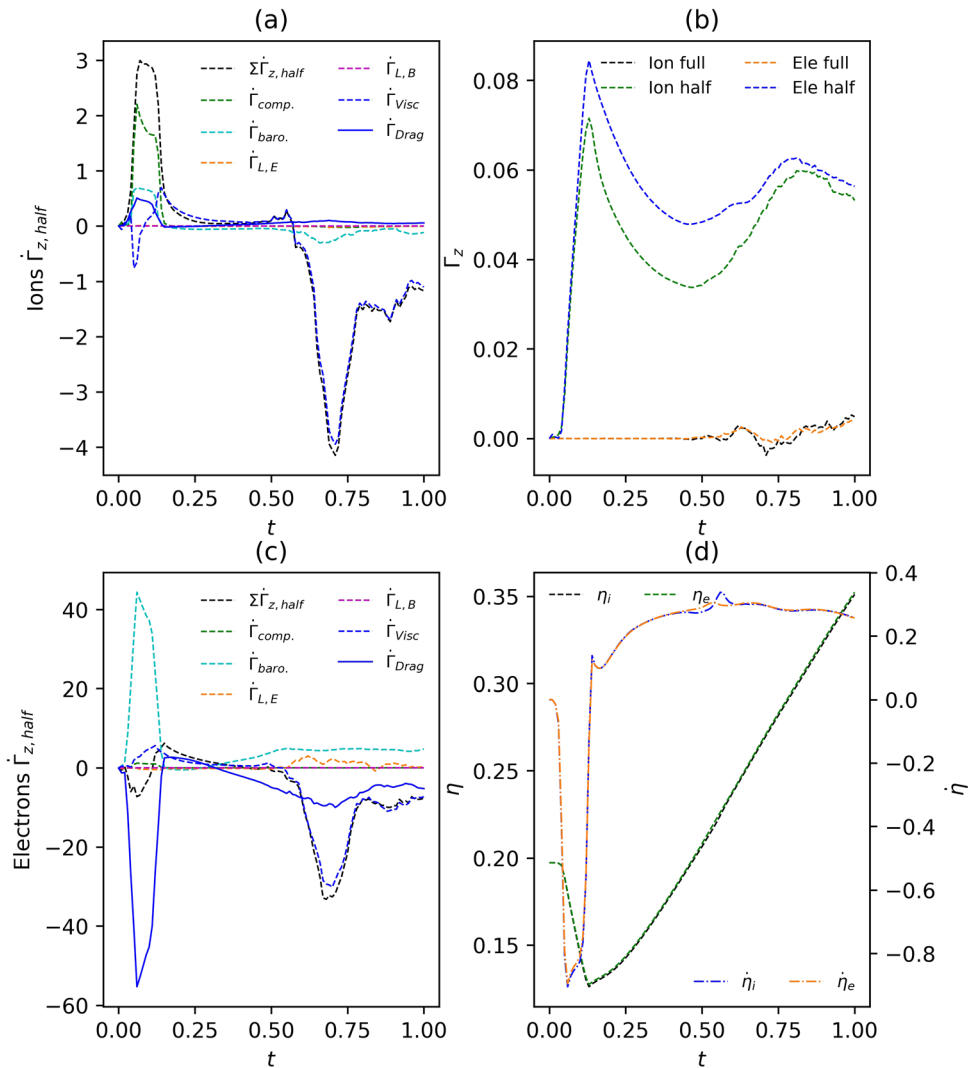 (a)
Ions Γ̇z,half
3
2
1
0
−1
−2
−3
−4
ΣΓ̇z,half
Γ̇comp.
Γ̇baro.
Γ̇L,E
Γ̇L,B
Γ̇Visc
Γ̇Drag
0.00 0.25 0.50 0.75 1.00
t
(b)
Γz
0.08
0.06
0.04
0.02
0.00
Ion full
Ion half
Ele full
Ele half
0.00 0.25 0.50 0.75 1.00
t
(c)
Electrons Γ̇z,half
40
20
0
−20
−40
−60
ΣΓ̇z,half
Γ̇comp.
Γ̇baro.
Γ̇L,E
Γ̇L,B
Γ̇Visc
Γ̇Drag
0.00 0.25 0.50 0.75 1.00
t
(d)
η
0.35
0.30
0.25
0.20
0.15
ηi
ηe
η̇i
η̇e
0.4
0.2
0.0
−0.2
−0.4
−0.6
−0.8
η̇
0.00 0.25 0.50 0.75 1.00
t